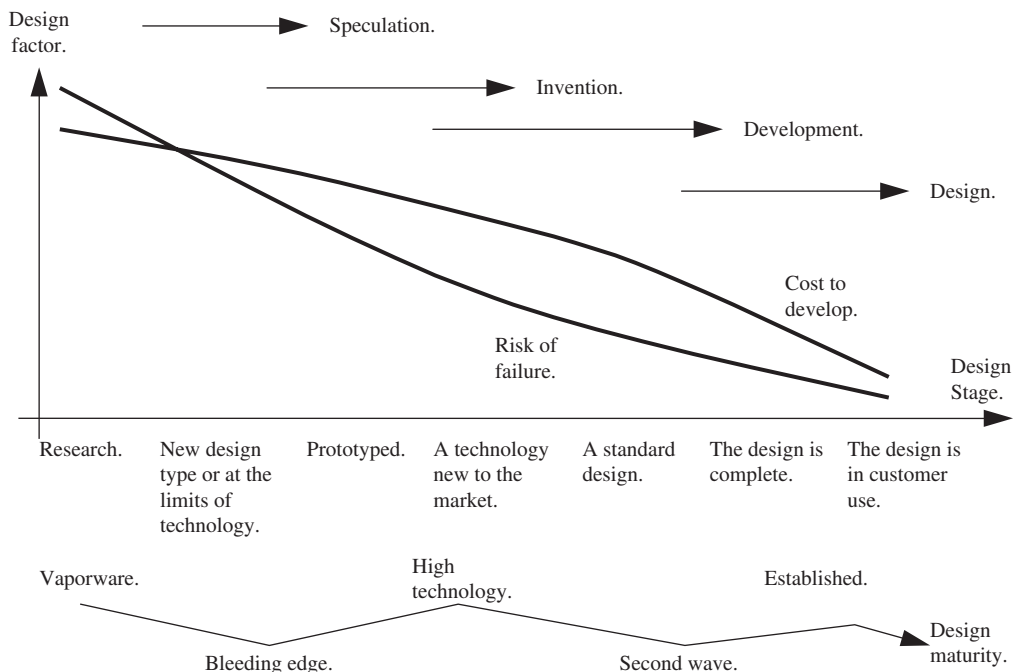 Design
factor.
Speculation.
Invention.
Development.
Design.
Cost to
develop.
Risk of
failure.
Design
Stage.
Research.
New design
type or at the
limits of
technology.
Prototyped.
A technology
new to the
market.
A standard
design.
The design is
complete.
The design is
in customer
use.
Vaporware.
High
technology.
Established.
Bleeding edge.
Second wave.
Design
maturity.